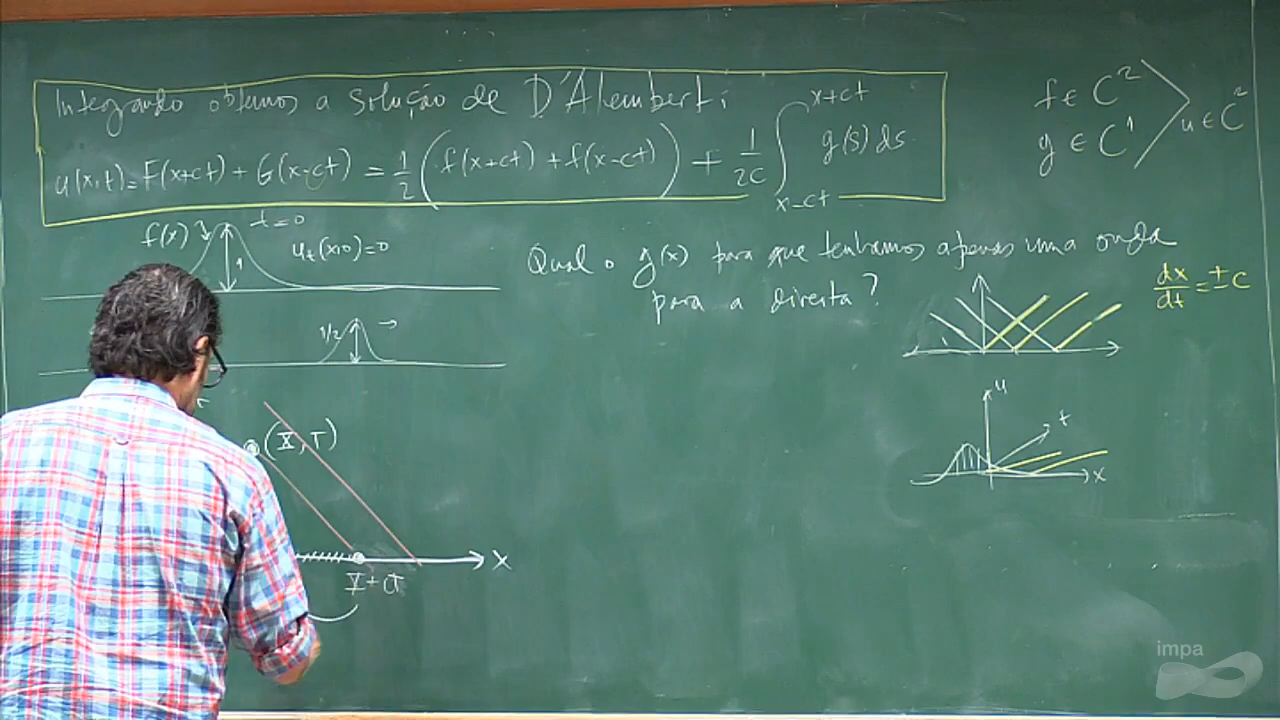 Integrando obtemos a solução de D'Alembert:
u(x,t)=F(x+ct)+G(x-ct) = 1/2 (f(x+ct)+f(x-ct)) + 1/2c ∫_{x-ct}^{x+ct} g(s) ds
f ∈ C²
g ∈ C¹
u ∈ C²
f(x)
t=0
1
u_t(x,0)=0
Qual o g(x) para que tenhamos apenas uma onda
para a direita?
dx/dt = ± c
1/2
u
t
x
(X,T)
x
X+cT
impa